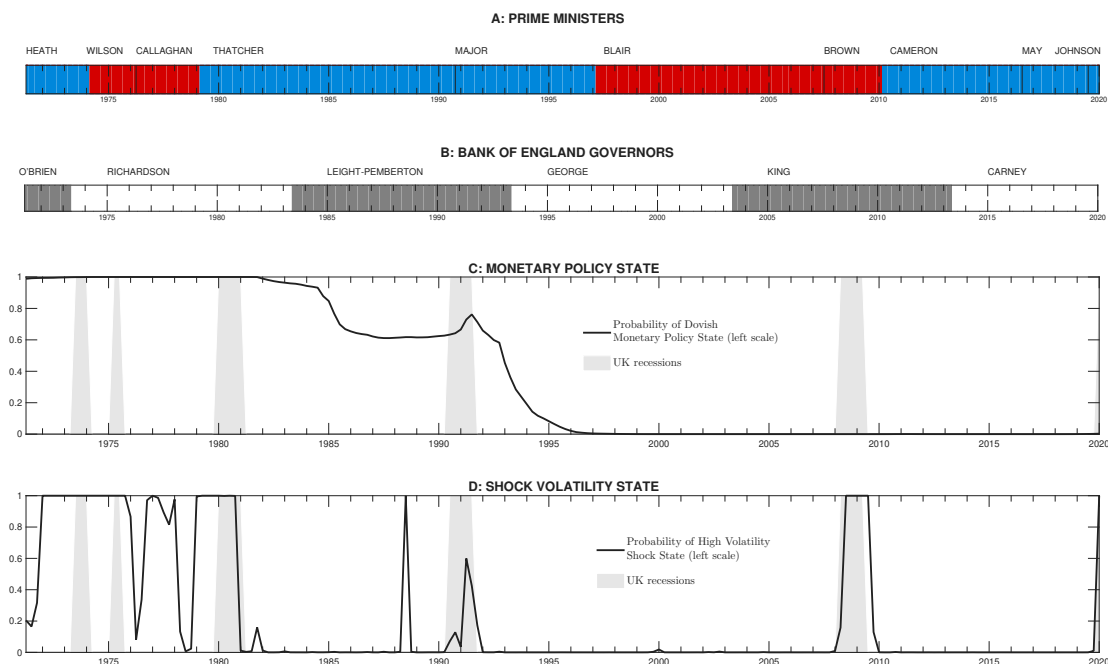 A: PRIME MINISTERS
HEATH WILSON CALLAGHAN THATCHER MAJOR BLAIR BROWN CAMERON MAY JOHNSON
1975 1980 1985 1990 1995 2000 2005 2010 2015 2020
B: BANK OF ENGLAND GOVERNORS
O'BRIEN RICHARDSON LEIGHT-PEMBERTON GEORGE KING CARNEY
1975 1980 1985 1990 1995 2000 2005 2010 2015 2020
C: MONETARY POLICY STATE
1
0.8
Probability of Dovish
Monetary Policy State (left scale)
0.6
UK recessions
0.4
0.2
0
1975 1980 1985 1990 1995 2000 2005 2010 2015 2020
D: SHOCK VOLATILITY STATE
1
0.8
Probability of High Volatility
Shock State (left scale)
0.6
UK recessions
0.4
0.2
0
1975 1980 1985 1990 1995 2000 2005 2010 2015 2020